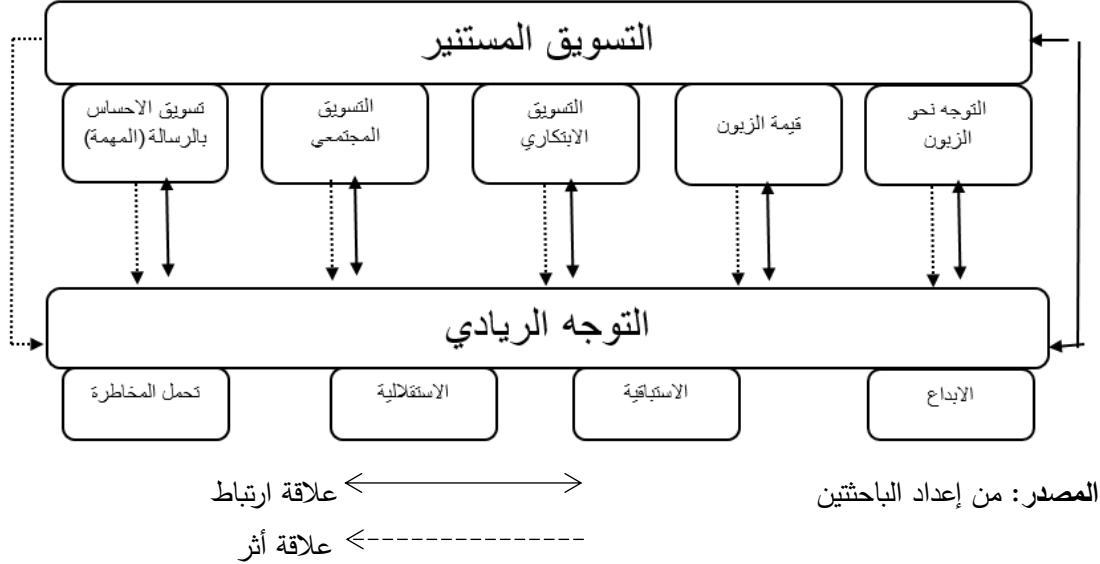 التسويق المستنير
التوجه نحو
الزبون
قيمة الزبون
التسويق
الابتكاري
التسويق
المجتمعي
تسويق الاحساس
بالرسالة (المهمة)
التوجه الريادي
الابداع
الاستباقية
الاستقلالية
تحمل المخاطرة
المصدر: من إعداد الباحثتين
علاقة ارتباط
علاقة أثر